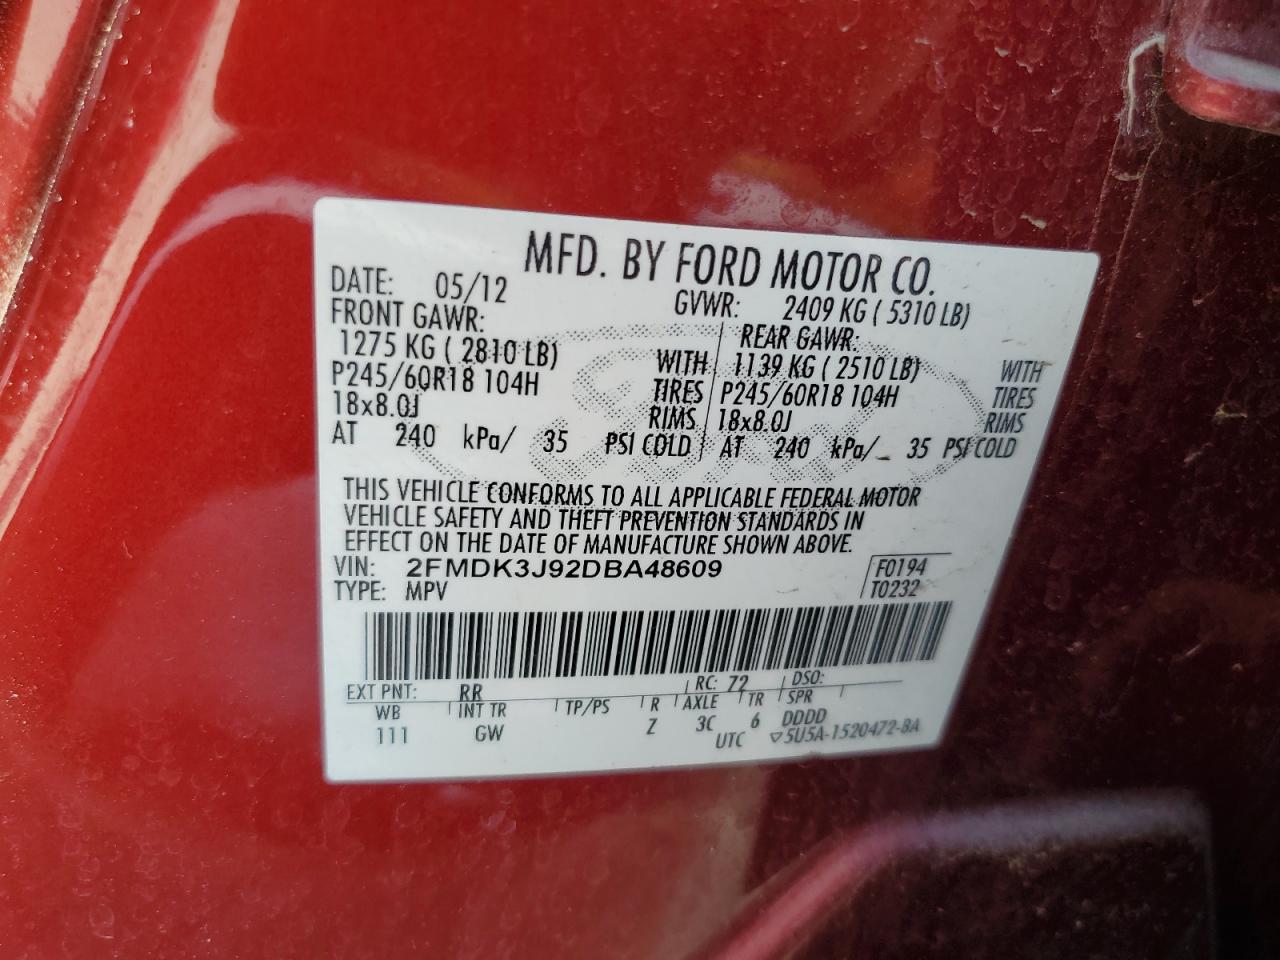 MFD. BY FORD MOTOR CO.
DATE: 05/12 GVWR: 2409 KG ( 5310 LB)
FRONT GAWR: REAR GAWR:
1275 KG ( 2810 LB) WITH 1139 KG ( 2510 LB) WITH
P245/60R18 104H TIRES P245/60R18 104H TIRES
18x8.0J RIMS 18x8.0J RIMS
AT 240 kPa/ 35 PSI COLD AT 240 kPa/ 35 PSI COLD
THIS VEHICLE CONFORMS TO ALL APPLICABLE FEDERAL MOTOR
VEHICLE SAFETY AND THEFT PREVENTION STANDARDS IN
EFFECT ON THE DATE OF MANUFACTURE SHOWN ABOVE.
VIN: 2FMDK3J92DBA48609 F0194
TYPE: MPV T0232
EXT PNT: RR RC: 72 DSO:
WB INT TR TP/PS R AXLE TR SPR
111 GW Z 3C 6 DDDD
UTC ▽5U5A-1520472-BA